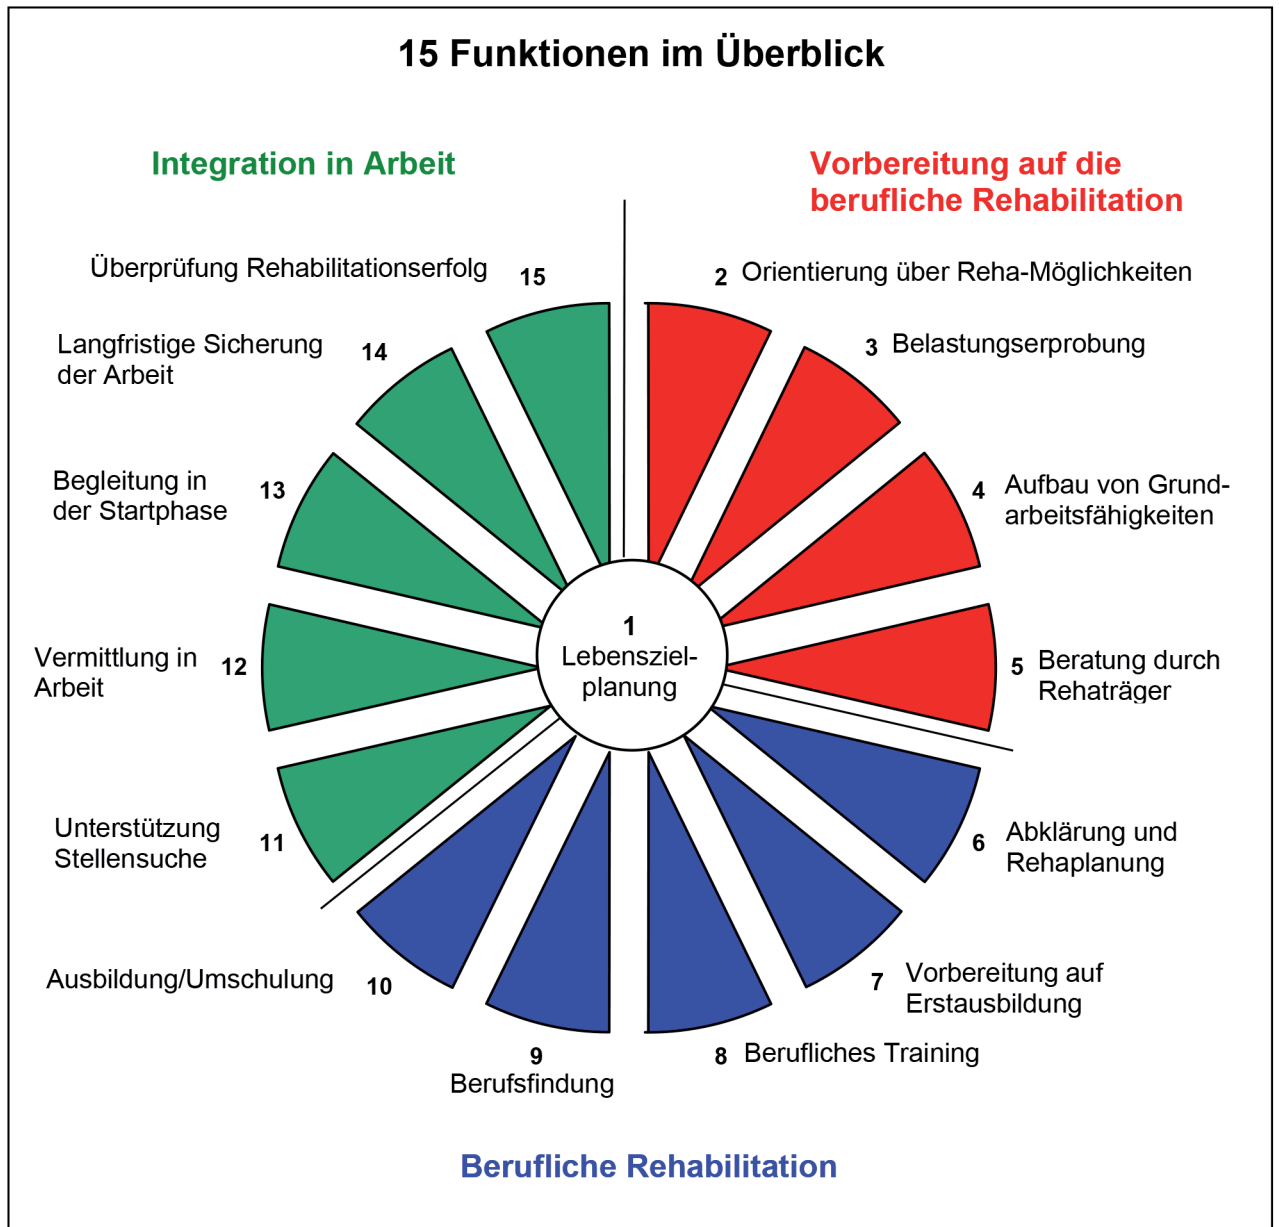 15 Funktionen im Überblick
Integration in Arbeit
Vorbereitung auf die
berufliche Rehabilitation
1
Lebensziel-
planung
2 Orientierung über Reha-Möglichkeiten
3 Belastungserprobung
4 Aufbau von Grund-
arbeitsfähigkeiten
5 Beratung durch
Rehaträger
6 Abklärung und
Rehaplanung
7 Vorbereitung auf
Erstausbildung
8 Berufliches Training
9
Berufsfindung
Ausbildung/Umschulung 10
Unterstützung
Stellensuche 11
Vermittlung in
Arbeit 12
Begleitung in
der Startphase 13
Langfristige Sicherung
der Arbeit 14
Überprüfung Rehabilitationserfolg 15
Berufliche Rehabilitation